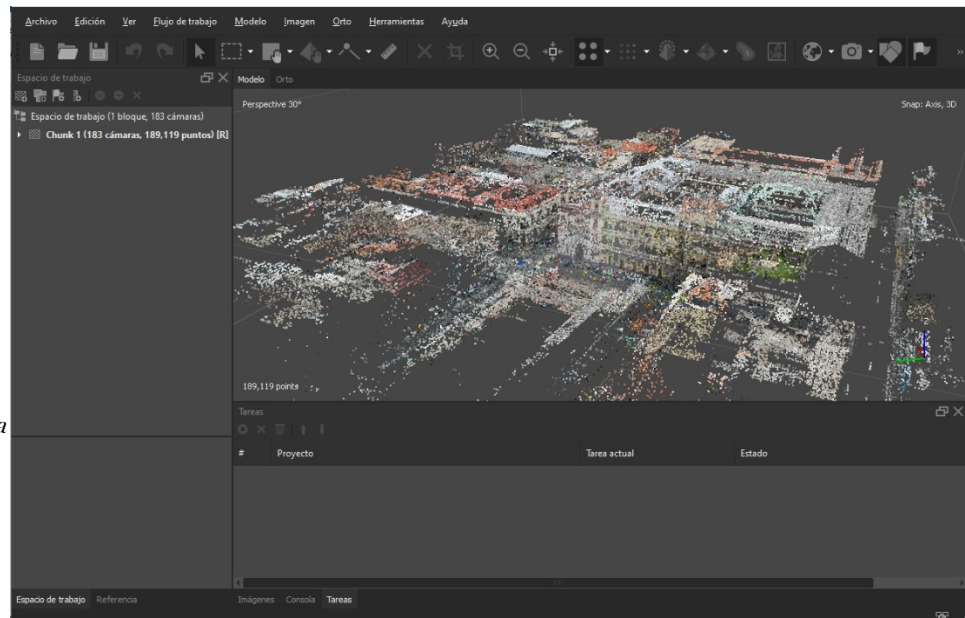 Archivo Edición Ver Flujo de trabajo Modelo Imagen Orto Herramientas Ayuda
Espacio de trabajo
Modelo Orto
Perspective 30°
Snap: Axis, 3D
Espacio de trabajo (1 bloque, 183 cámaras)
Chunk 1 (183 cámaras, 189,119 puntos) [R]
189,119 points
a
Tareas
# Proyecto Tarea actual Estado
Espacio de trabajo Referencia
Imágenes Consola Tareas